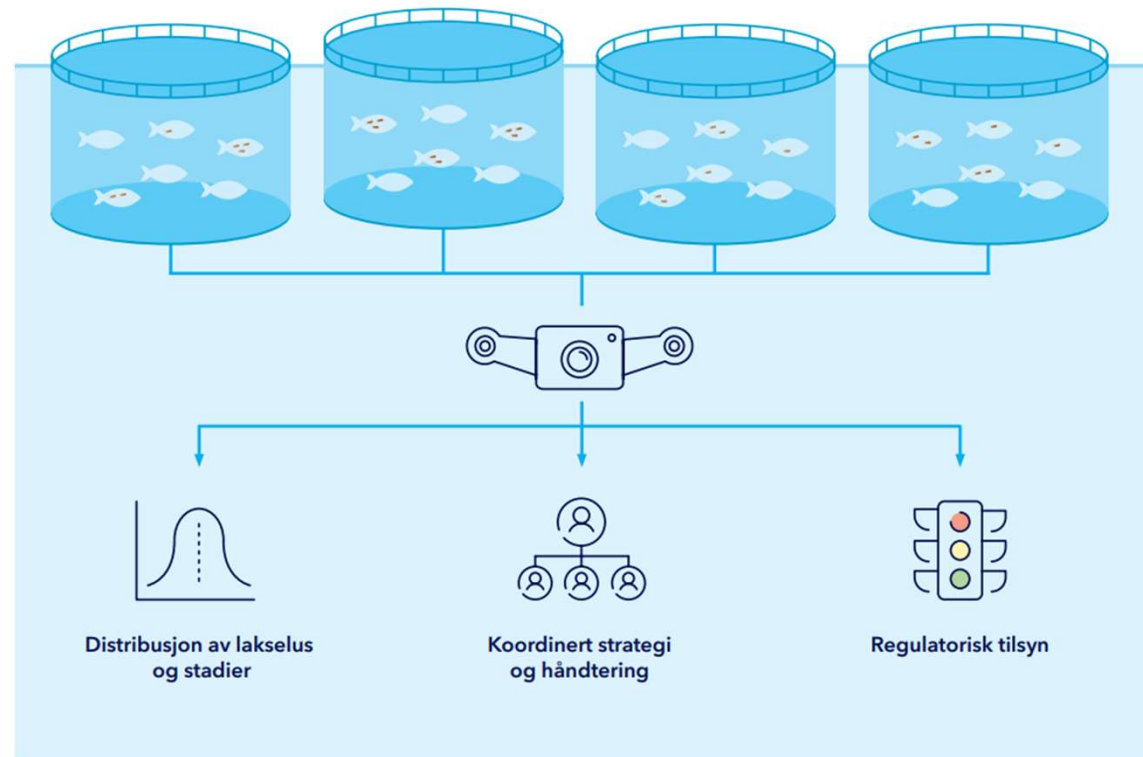 Distribusjon av lakselus
og stadier
Koordinert strategi
og håndtering
Regulatorisk tilsyn